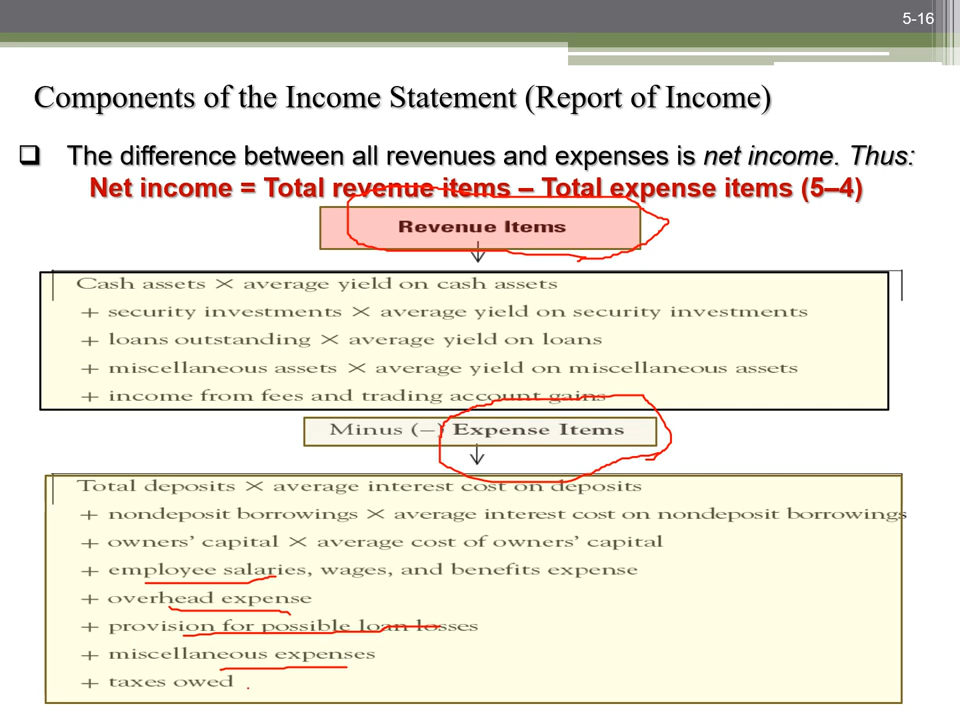 5-16
Components of the Income Statement (Report of Income)
❑ The difference between all revenues and expenses is net income. Thus:
Net income = Total revenue items – Total expense items (5–4)
Revenue Items
Cash assets × average yield on cash assets
+ security investments × average yield on security investments
+ loans outstanding × average yield on loans
+ miscellaneous assets × average yield on miscellaneous assets
+ income from fees and trading account gains
Minus (–) Expense Items
Total deposits × average interest cost on deposits
+ nondeposit borrowings × average interest cost on nondeposit borrowings
+ owners’ capital × average cost of owners’ capital
+ employee salaries, wages, and benefits expense
+ overhead expense
+ provision for possible loan losses
+ miscellaneous expenses
+ taxes owed